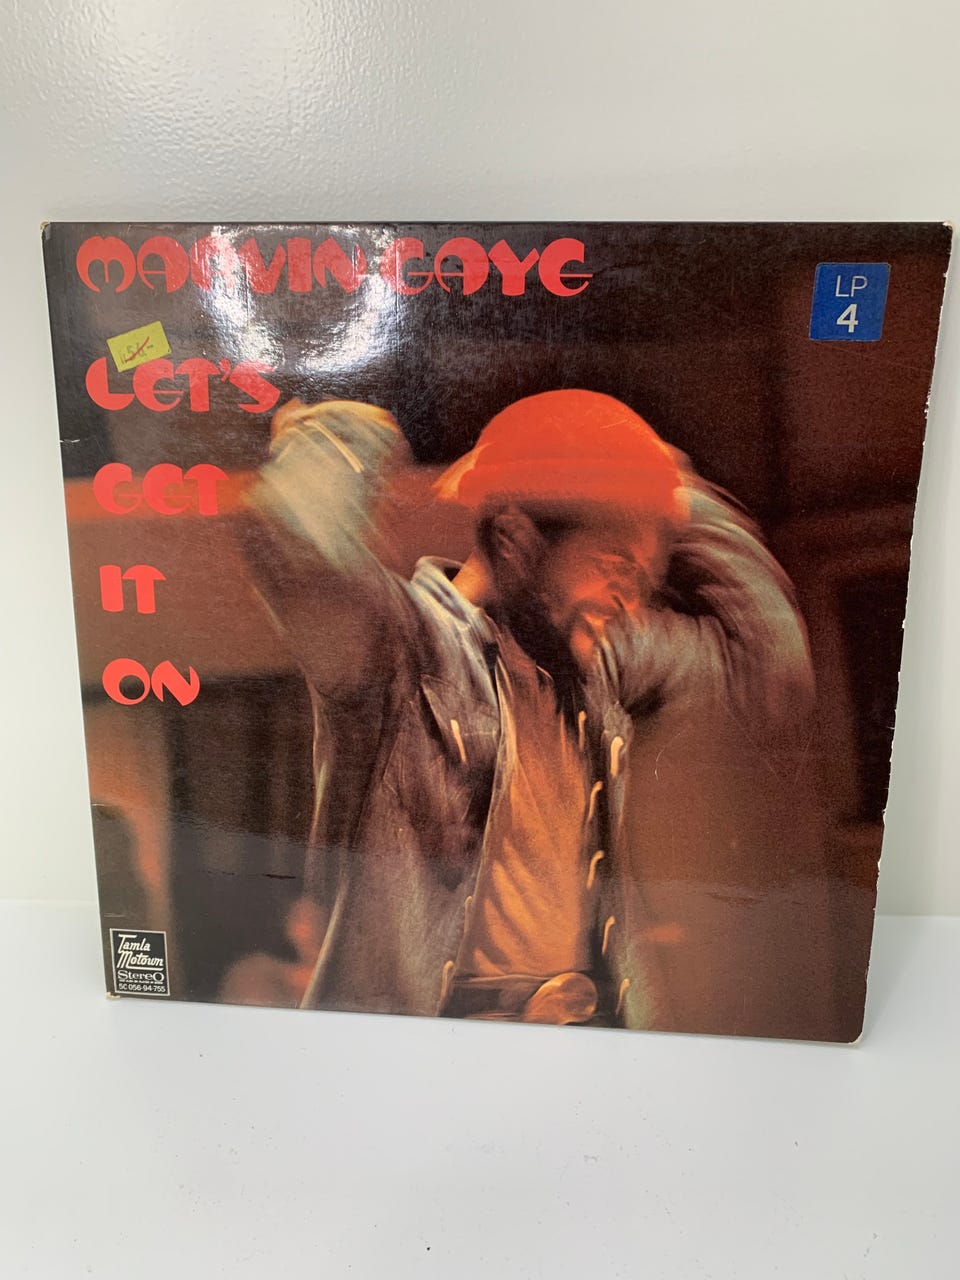 MARVIN GAYE
LP
4
LET'S
GET
IT
ON
Tamla
Motown
Stereo
5C 056-94·755